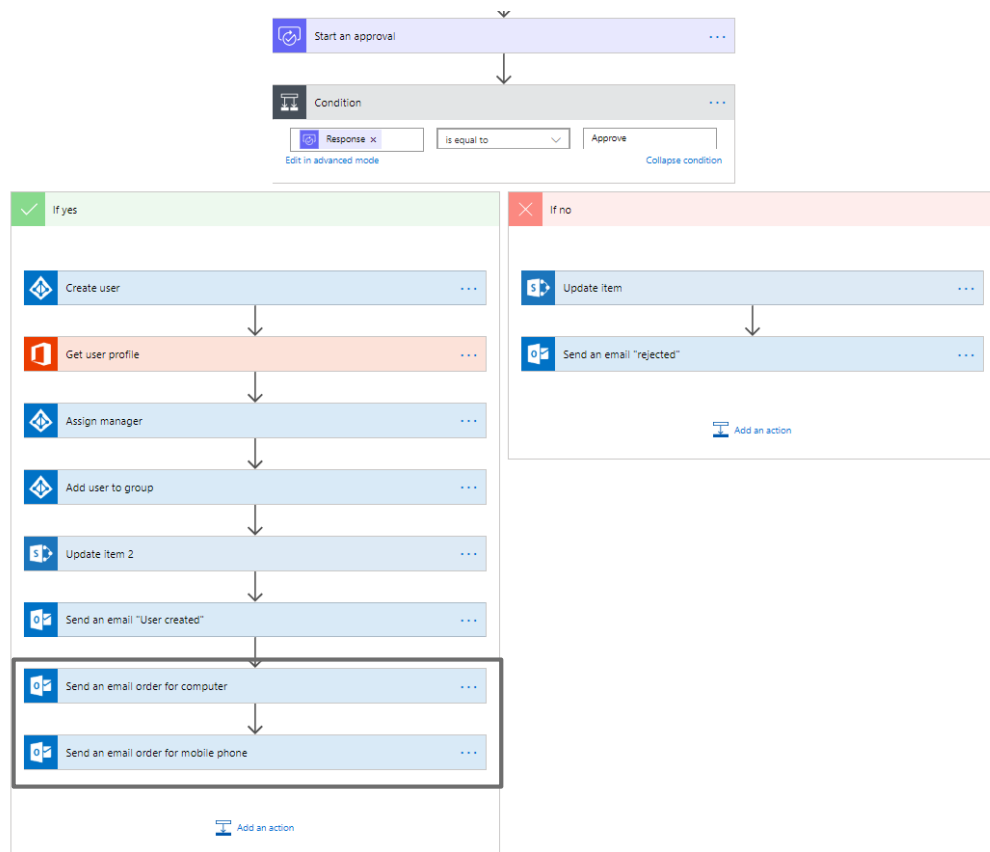 Start an approval
Condition
Response × is equal to Approve
Edit in advanced mode Collapse condition
If yes
Create user
Get user profile
Assign manager
Add user to group
Update item 2
Send an email "User created"
Send an email order for computer
Send an email order for mobile phone
Add an action
If no
Update item
Send an email "rejected"
Add an action